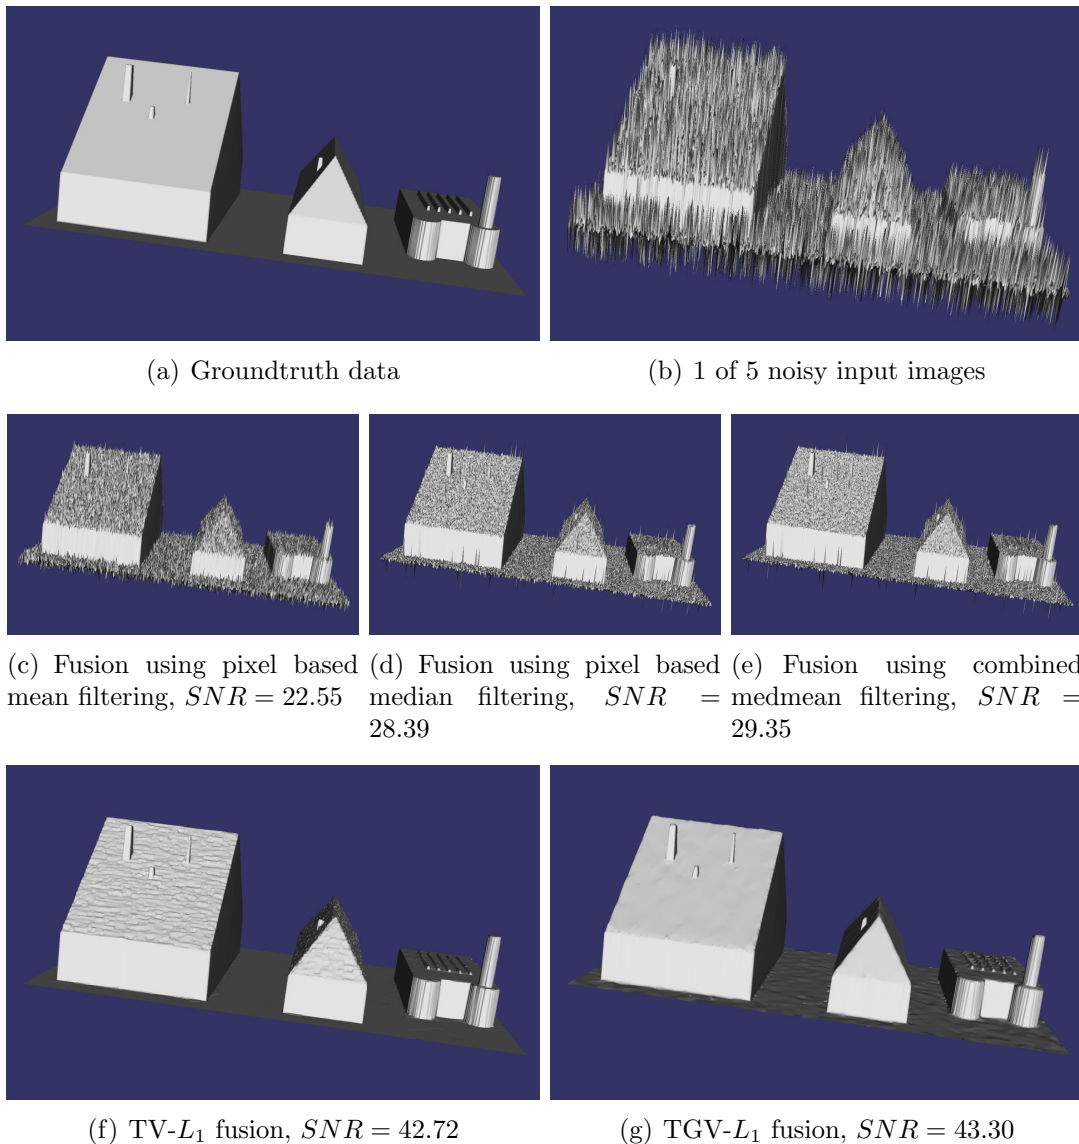 (a) Groundtruth data
(b) 1 of 5 noisy input images
(c) Fusion using pixel based
mean filtering, SNR = 22.55
(d) Fusion using pixel based
median filtering, SNR =
28.39
(e) Fusion using combined
medmean filtering, SNR =
29.35
(f) TV-L₁ fusion, SNR = 42.72
(g) TGV-L₁ fusion, SNR = 43.30